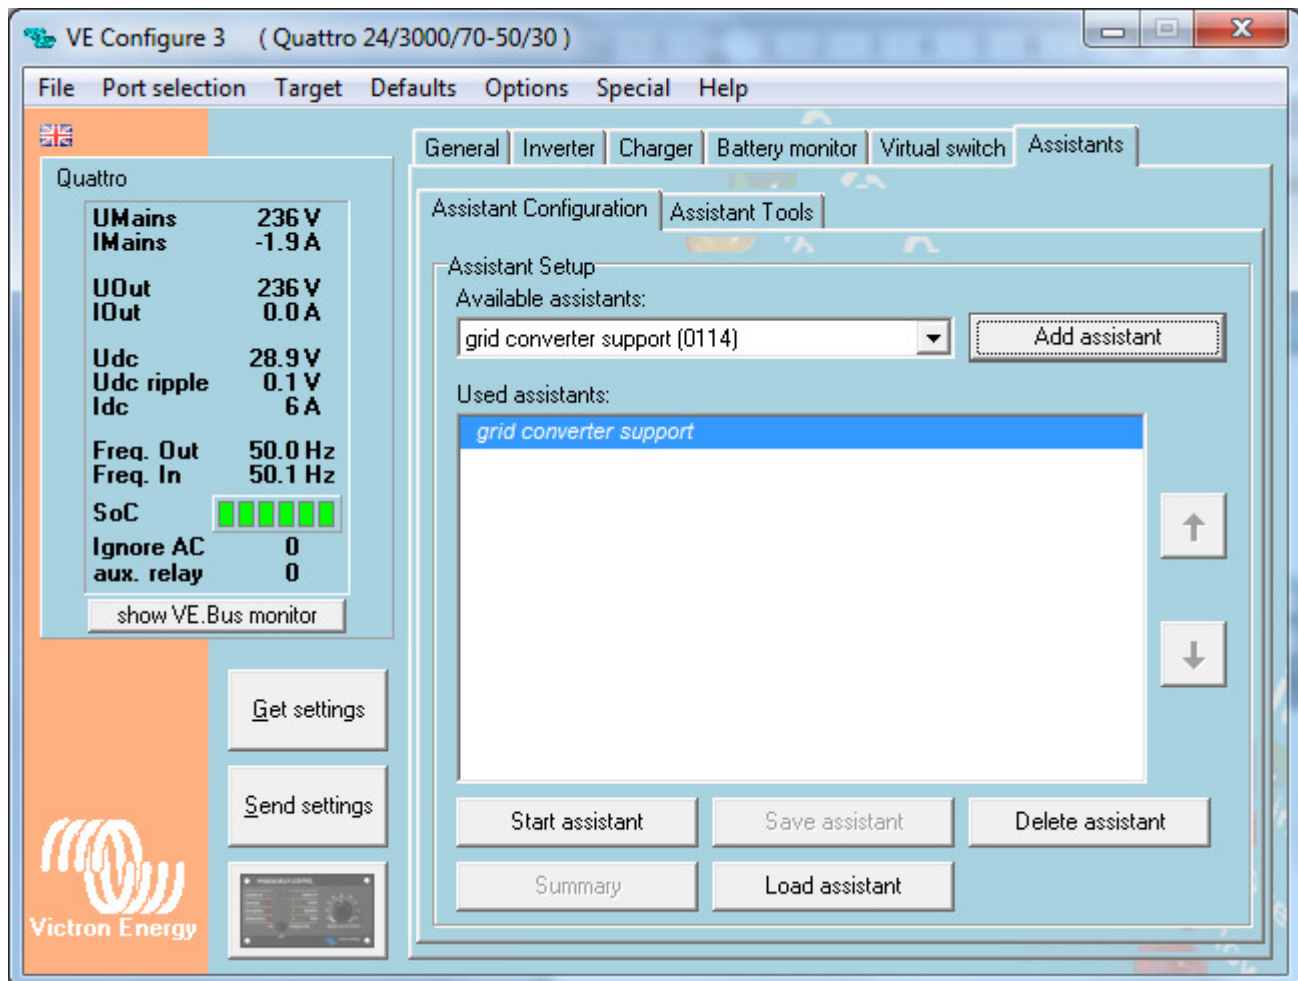 VE Configure 3 ( Quattro 24/3000/70-50/30 )
File Port selection Target Defaults Options Special Help
General Inverter Charger Battery monitor Virtual switch Assistants
Quattro
UMains 236 V
IMains -1.9 A
UOut 236 V
IOut 0.0 A
Udc 28.9 V
Udc ripple 0.1 V
Idc 6 A
Freq. Out 50.0 Hz
Freq. In 50.1 Hz
SoC
Ignore AC 0
aux. relay 0
show VE.Bus monitor
Get settings
Send settings
Victron Energy
Assistant Configuration Assistant Tools
Assistant Setup
Available assistants:
grid converter support (0114) Add assistant
Used assistants:
grid converter support
Start assistant Save assistant Delete assistant
Summary Load assistant